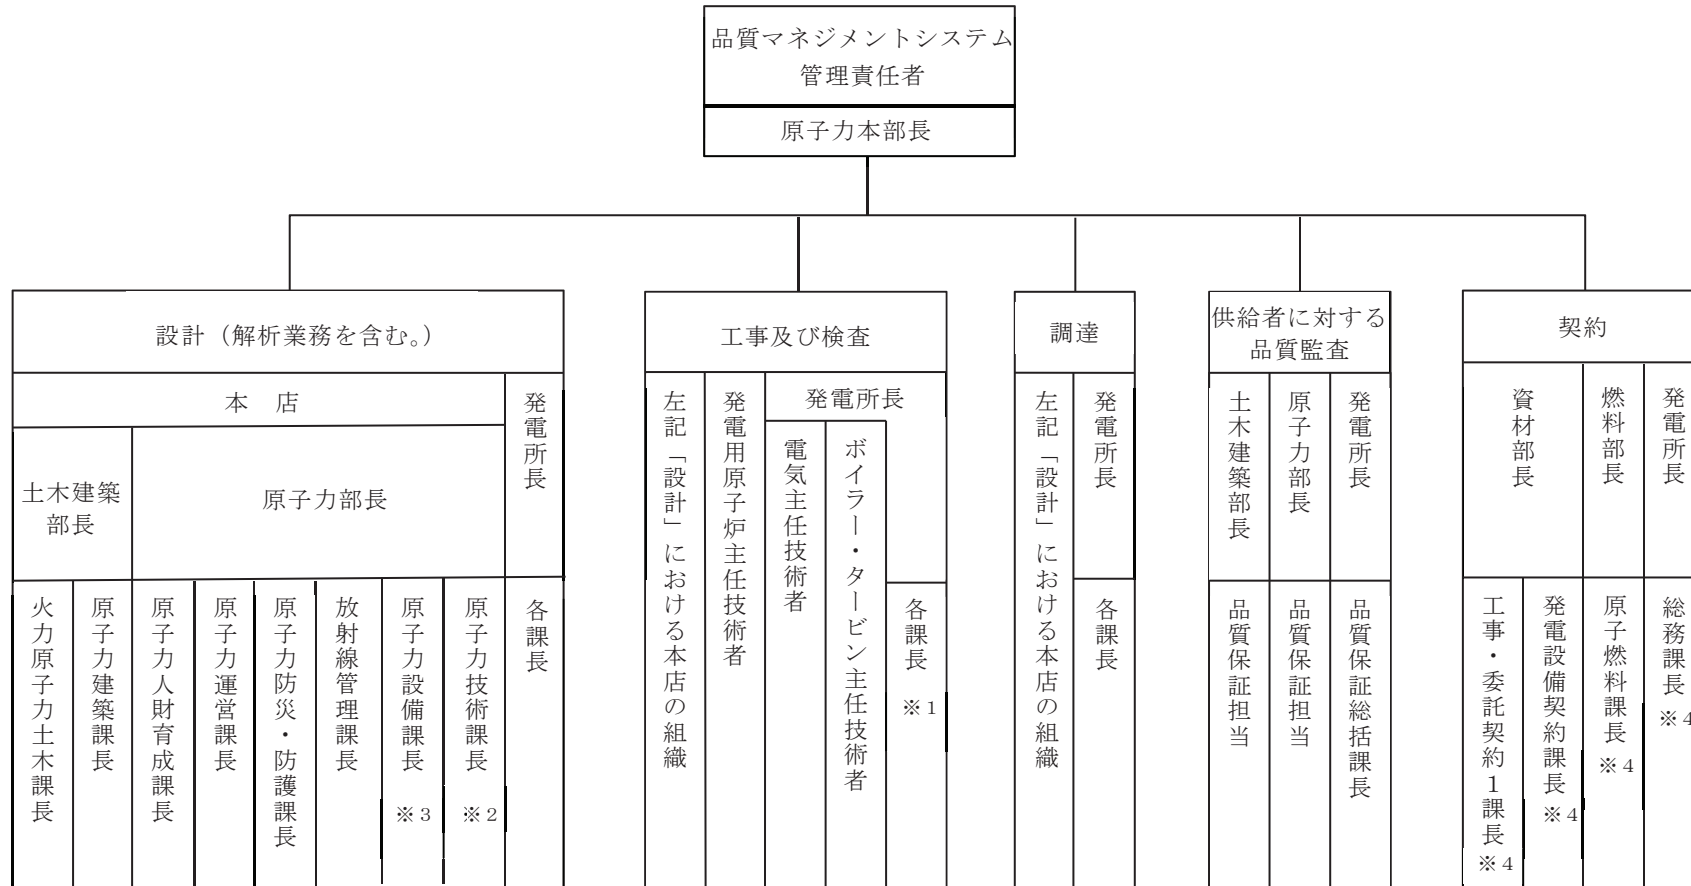 品質マネジメントシステム
管理責任者
原子力本部長
設計（解析業務を含む。）
本　店
発電所長
土木建築
部長
原子力部長
火力原子力土木課長
原子力建築課長
原子力人財育成課長
原子力運営課長
原子力防災・防護課長
放射線管理課長
原子力設備課長
※3
原子力技術課長
※2
各課長
工事及び検査
左記「設計」における本店の組織
発電用原子炉主任技術者
発電所長
電気主任技術者
ボイラー・タービン主任技術者
各課長
※1
調達
左記「設計」における本店の組織
発電所長
各課長
供給者に対する
品質監査
土木建築部長
原子力部長
発電所長
品質保証担当
品質保証担当
品質保証総括課長
契約
資材部長
燃料部長
発電所長
工事・委託契約1課長
※4
発電設備契約課長
※4
原子燃料課長
※4
総務課長
※4